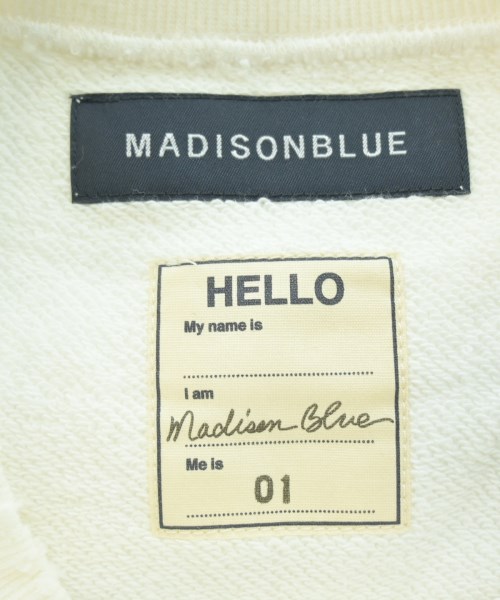 MADISONBLUE
HELLO
My name is
I am
Madison Blue
Me is
01